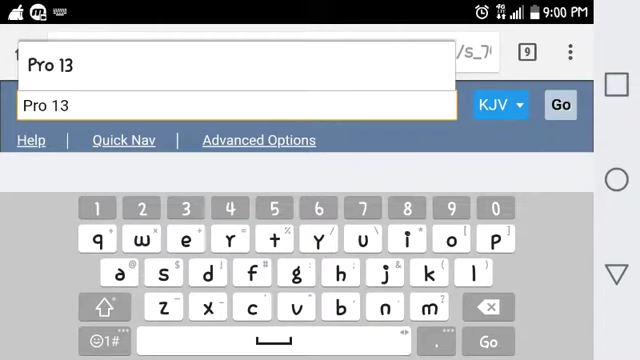 9:00 PM
/s_7
9
Pro 13
Pro 13
KJV
Go
Help | Quick Nav | Advanced Options
1 2 3 4 5 6 7 8 9 0
q w e r t y u i o p
a s d f g h j k l
z x c v b n m
1# . Go